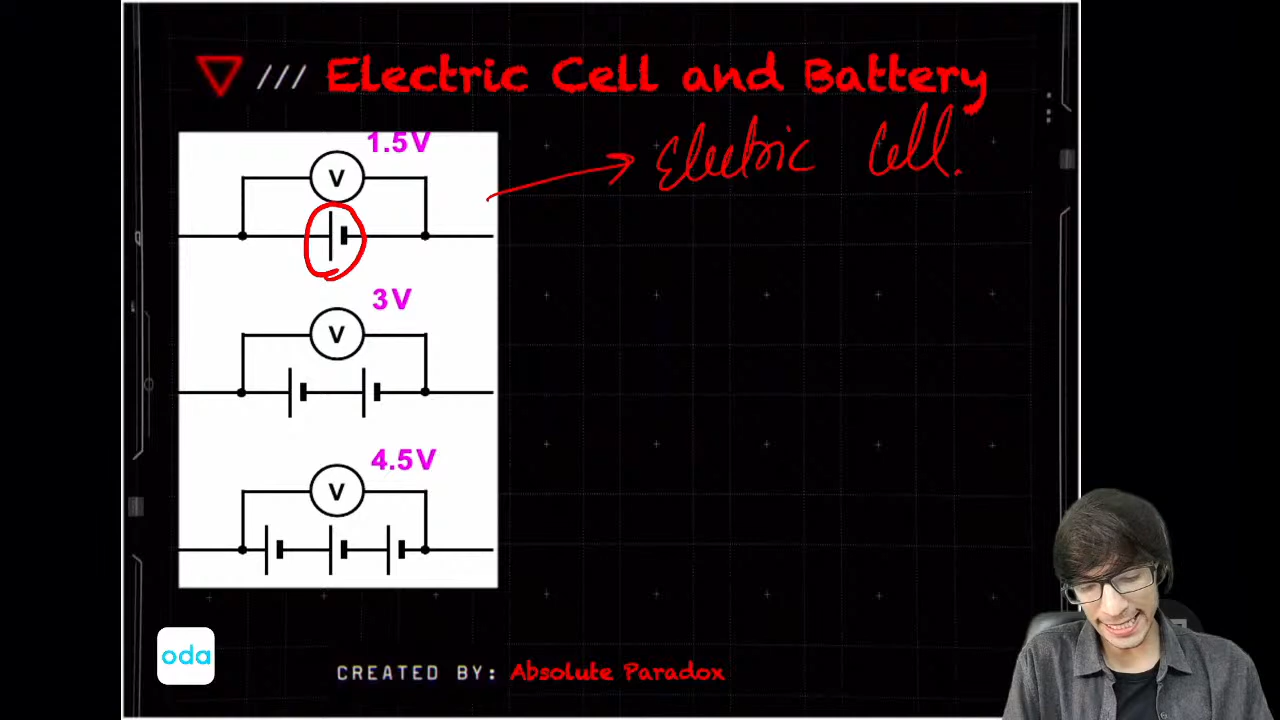 /// Electric Cell and Battery
1.5V
Electric Cell.
V
3V
V
4.5V
V
oda
CREATED BY: Absolute Paradox